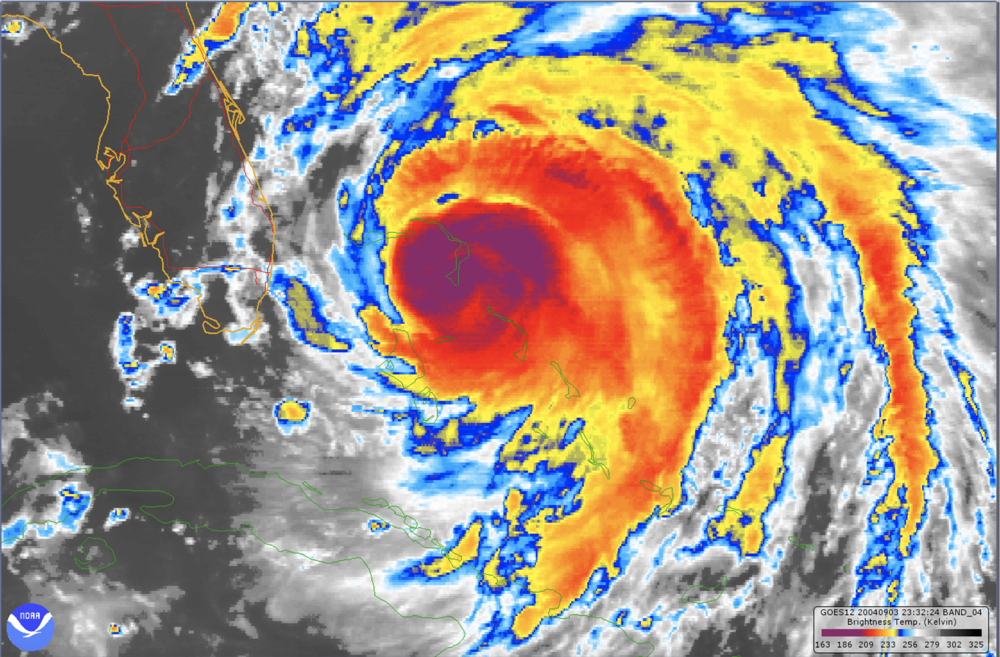 NOAA
GOES12 20040903 23:32:24 BAND_04
Brightness Temp. (Kelvin)
163 186 209 233 256 279 302 325